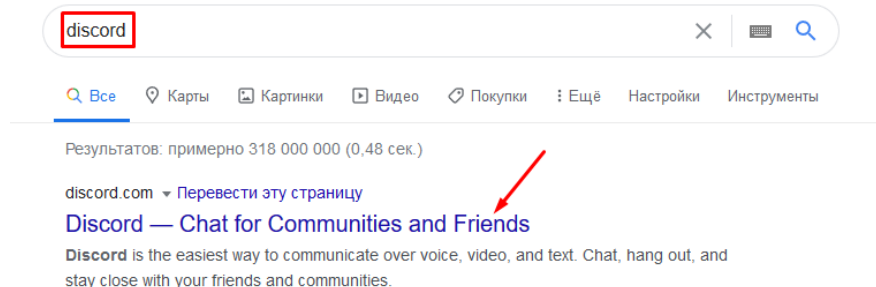 discord
Все Карты Картинки Видео Покупки Ещё Настройки Инструменты
Результатов: примерно 318 000 000 (0,48 сек.)
discord.com Перевести эту страницу
Discord — Chat for Communities and Friends
Discord is the easiest way to communicate over voice, video, and text. Chat, hang out, and
stay close with your friends and communities.